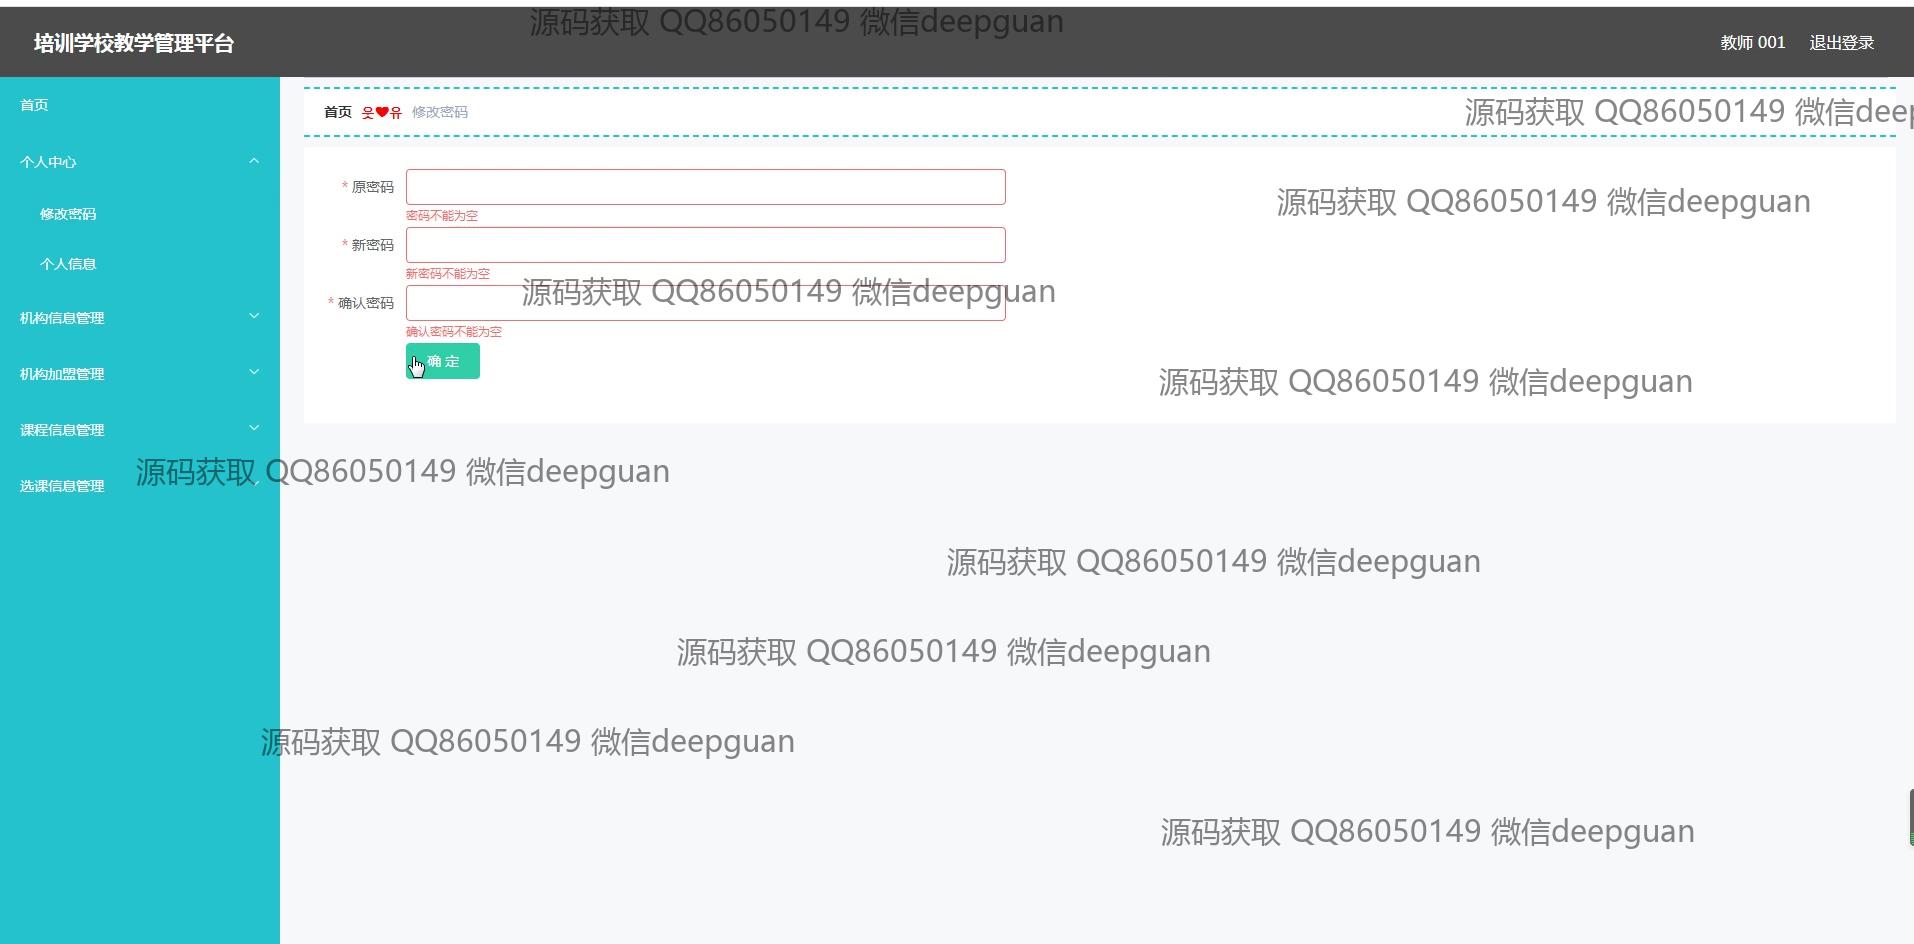 源码获取 QQ86050149 微信deepguan
培训学校教学管理平台
教师 001 退出登录
首页
个人中心
修改密码
个人信息
机构信息管理
机构加盟管理
课程信息管理
选课信息管理
首页 웃❤유 修改密码
源码获取 QQ86050149 微信deep
* 原密码
密码不能为空
源码获取 QQ86050149 微信deepguan
* 新密码
新密码不能为空
源码获取 QQ86050149 微信deepguan
* 确认密码
确认密码不能为空
确 定
源码获取 QQ86050149 微信deepguan
源码获取 QQ86050149 微信deepguan
源码获取 QQ86050149 微信deepguan
源码获取 QQ86050149 微信deepguan
源码获取 QQ86050149 微信deepguan
源码获取 QQ86050149 微信deepguan